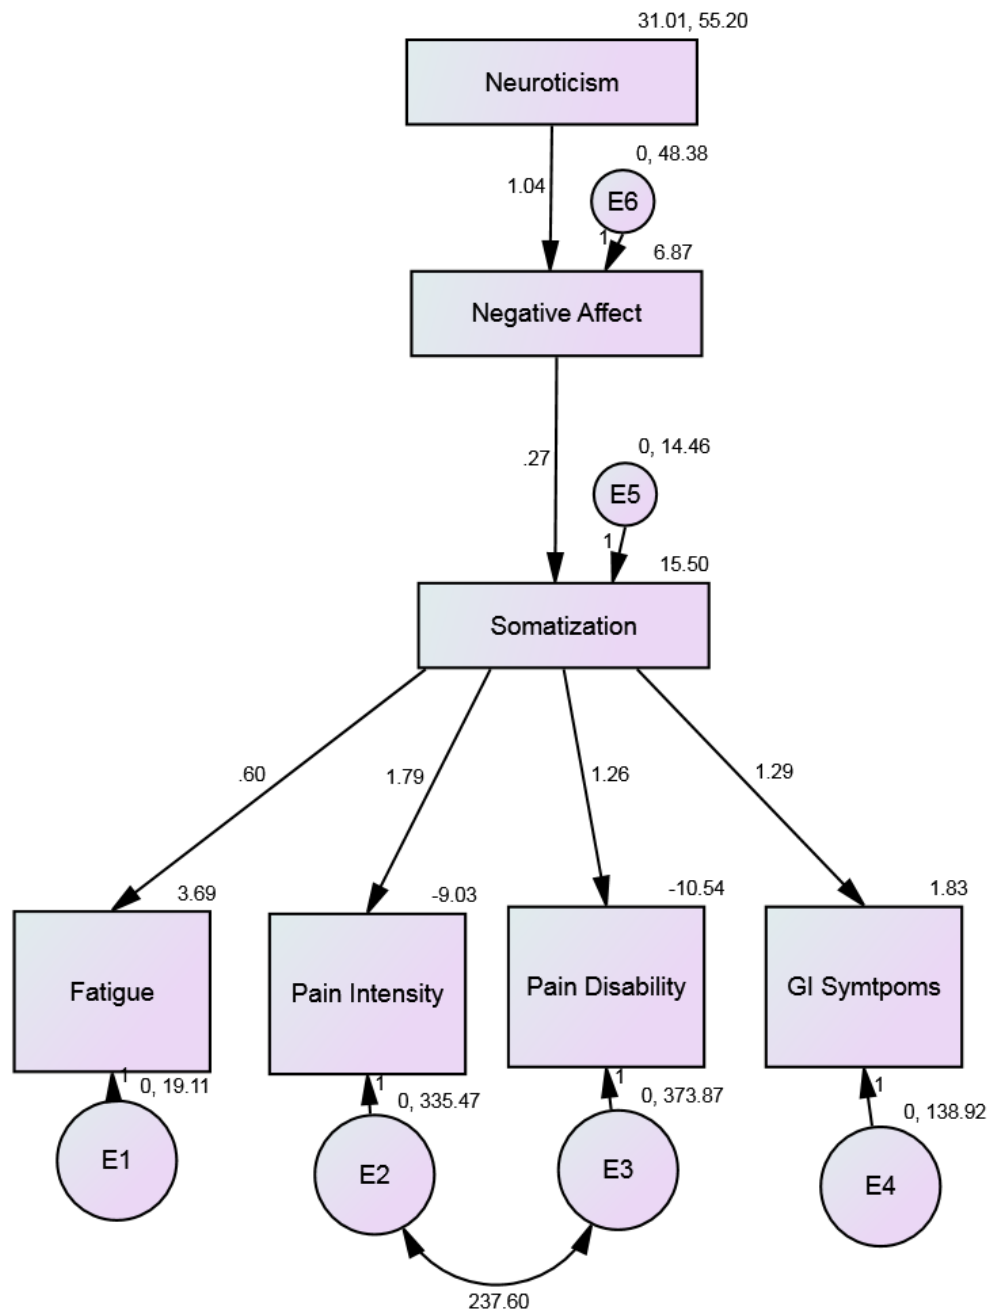 31.01, 55.20
Neuroticism
0, 48.38
1.04
E6
1
6.87
Negative Affect
0, 14.46
.27
E5
1
15.50
Somatization
.60
1.79
1.26
1.29
3.69
-9.03
-10.54
1.83
Fatigue
Pain Intensity
Pain Disability
GI Symtpoms
1
0, 19.11
1
0, 335.47
1
0, 373.87
1
0, 138.92
E1
E2
E3
E4
237.60